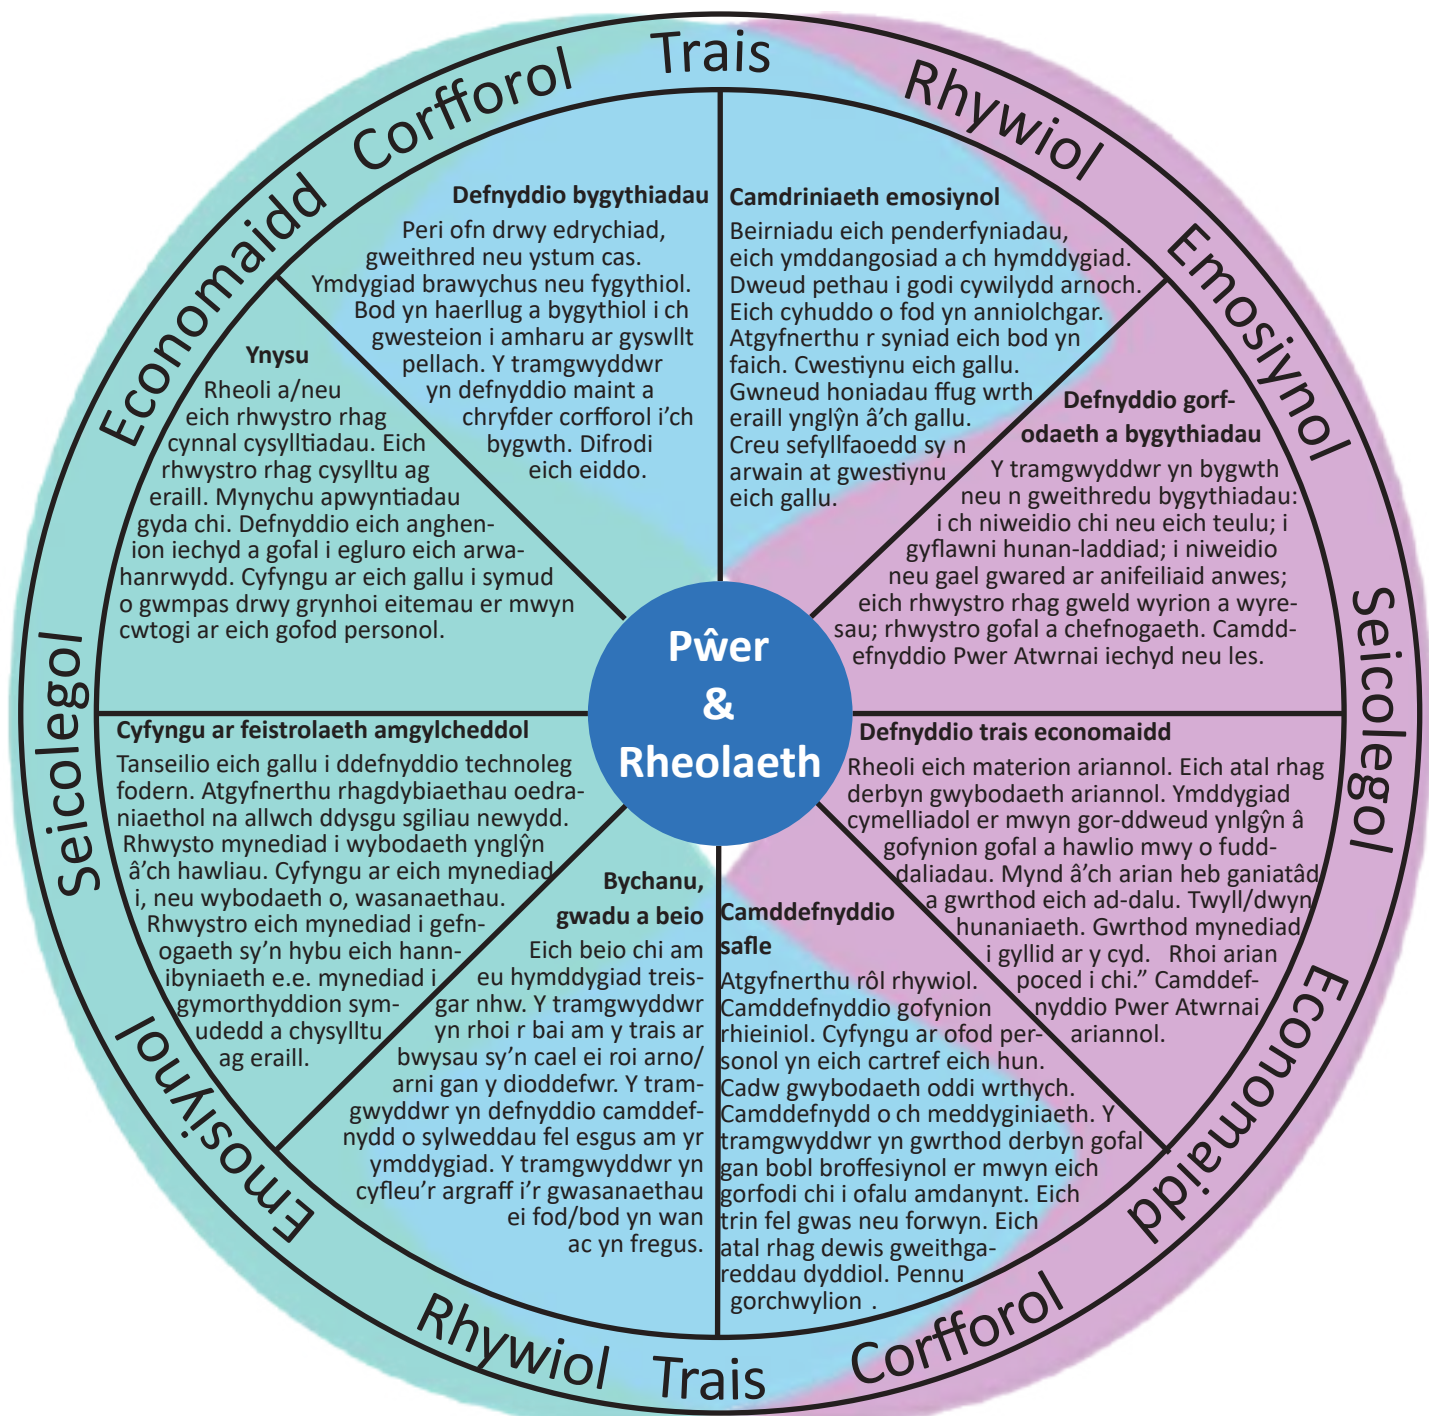 Trais
Rhywiol
Emosiynol
Seicolegol
Economaidd
Corfforol
Trais
Rhywiol
Emosiynol
Seicolegol
Economaidd
Corfforol
Camdriniaeth emosiynol
Beirniadu eich penderfyniadau,
eich ymddangosiad a ch hymddygiad.
Dweud pethau i godi cywilydd arnoch.
Eich cyhuddo o fod yn anniolchgar.
Atgyfnerthu r syniad eich bod yn
faich. Cwestiynu eich gallu.
Gwneud honiadau ffug wrth
eraill ynglŷn â'ch gallu.
Creu sefyllfaoedd sy n
arwain at gwestiynu
eich gallu.
Defnyddio gorf-
odaeth a bygythiadau
Y tramgwyddwr yn bygwth
neu n gweithredu bygythiadau:
i ch niweidio chi neu eich teulu; i
gyflawni hunan-laddiad; i niweidio
neu gael gwared ar anifeiliaid anwes;
eich rhwystro rhag gweld wyrion a wyre-
sau; rhwystro gofal a chefnogaeth. Camdd-
efnyddio Pwer Atwrnai iechyd neu les.
Defnyddio trais economaidd
Rheoli eich materion ariannol. Eich atal rhag
derbyn gwybodaeth ariannol. Ymddygiad
cymelliadol er mwyn gor-ddweud ynlgŷn â
gofynion gofal a hawlio mwy o fudd-
daliadau. Mynd â'ch arian heb ganiatâd
a gwrthod eich ad-dalu. Twyll/dwyn
hunaniaeth. Gwrthod mynediad
i gyllid ar y cyd. Rhoi arian
poced i chi.” Camddef-
nyddio Pwer Atwrnai
ariannol.
Camddefnyddio
safle
Atgyfnerthu rôl rhywiol.
Camddefnyddio gofynion
rhieiniol. Cyfyngu ar ofod per-
sonol yn eich cartref eich hun.
Cadw gwybodaeth oddi wrthych.
Camddefnydd o ch meddyginiaeth. Y
tramgwyddwr yn gwrthod derbyn gofal
gan bobl broffesiynol er mwyn eich
gorfodi chi i ofalu amdanynt. Eich
trin fel gwas neu forwyn. Eich
atal rhag dewis gweithga-
reddau dyddiol. Pennu
gorchwylion .
Bychanu,
gwadu a beio
Eich beio chi am
eu hymddygiad treis-
gar nhw. Y tramgwyddwr
yn rhoi r bai am y trais ar
bwysau sy'n cael ei roi arno/
arni gan y dioddefwr. Y tram-
gwyddwr yn defnyddio camddef-
nydd o sylweddau fel esgus am yr
ymddygiad. Y tramgwyddwr yn
cyfleu'r argraff i'r gwasanaethau
ei fod/bod yn wan
ac yn fregus.
Cyfyngu ar feistrolaeth amgylcheddol
Tanseilio eich gallu i ddefnyddio technoleg
fodern. Atgyfnerthu rhagdybiaethau oedra-
niaethol na allwch ddysgu sgiliau newydd.
Rhwysto mynediad i wybodaeth ynglŷn
â'ch hawliau. Cyfyngu ar eich mynediad
i, neu wybodaeth o, wasanaethau.
Rhwystro eich mynediad i gefn-
ogaeth sy'n hybu eich hann-
ibyniaeth e.e. mynediad i
gymorthyddion sym-
udedd a chysylltu
ag eraill.
Ynysu
Rheoli a/neu
eich rhwystro rhag
cynnal cysylltiadau. Eich
rhwystro rhag cysylltu ag
eraill. Mynychu apwyntiadau
gyda chi. Defnyddio eich anghen-
ion iechyd a gofal i egluro eich arwa-
hanrwydd. Cyfyngu ar eich gallu i symud
o gwmpas drwy grynhoi eitemau er mwyn
cwtogi ar eich gofod personol.
Defnyddio bygythiadau
Peri ofn drwy edrychiad,
gweithred neu ystum cas.
Ymdygiad brawychus neu fygythiol.
Bod yn haerllug a bygythiol i ch
gwesteion i amharu ar gyswllt
pellach. Y tramgwyddwr
yn defnyddio maint a
chryfder corfforol i'ch
bygwth. Difrodi
eich eiddo.
Pŵer
&
Rheolaeth